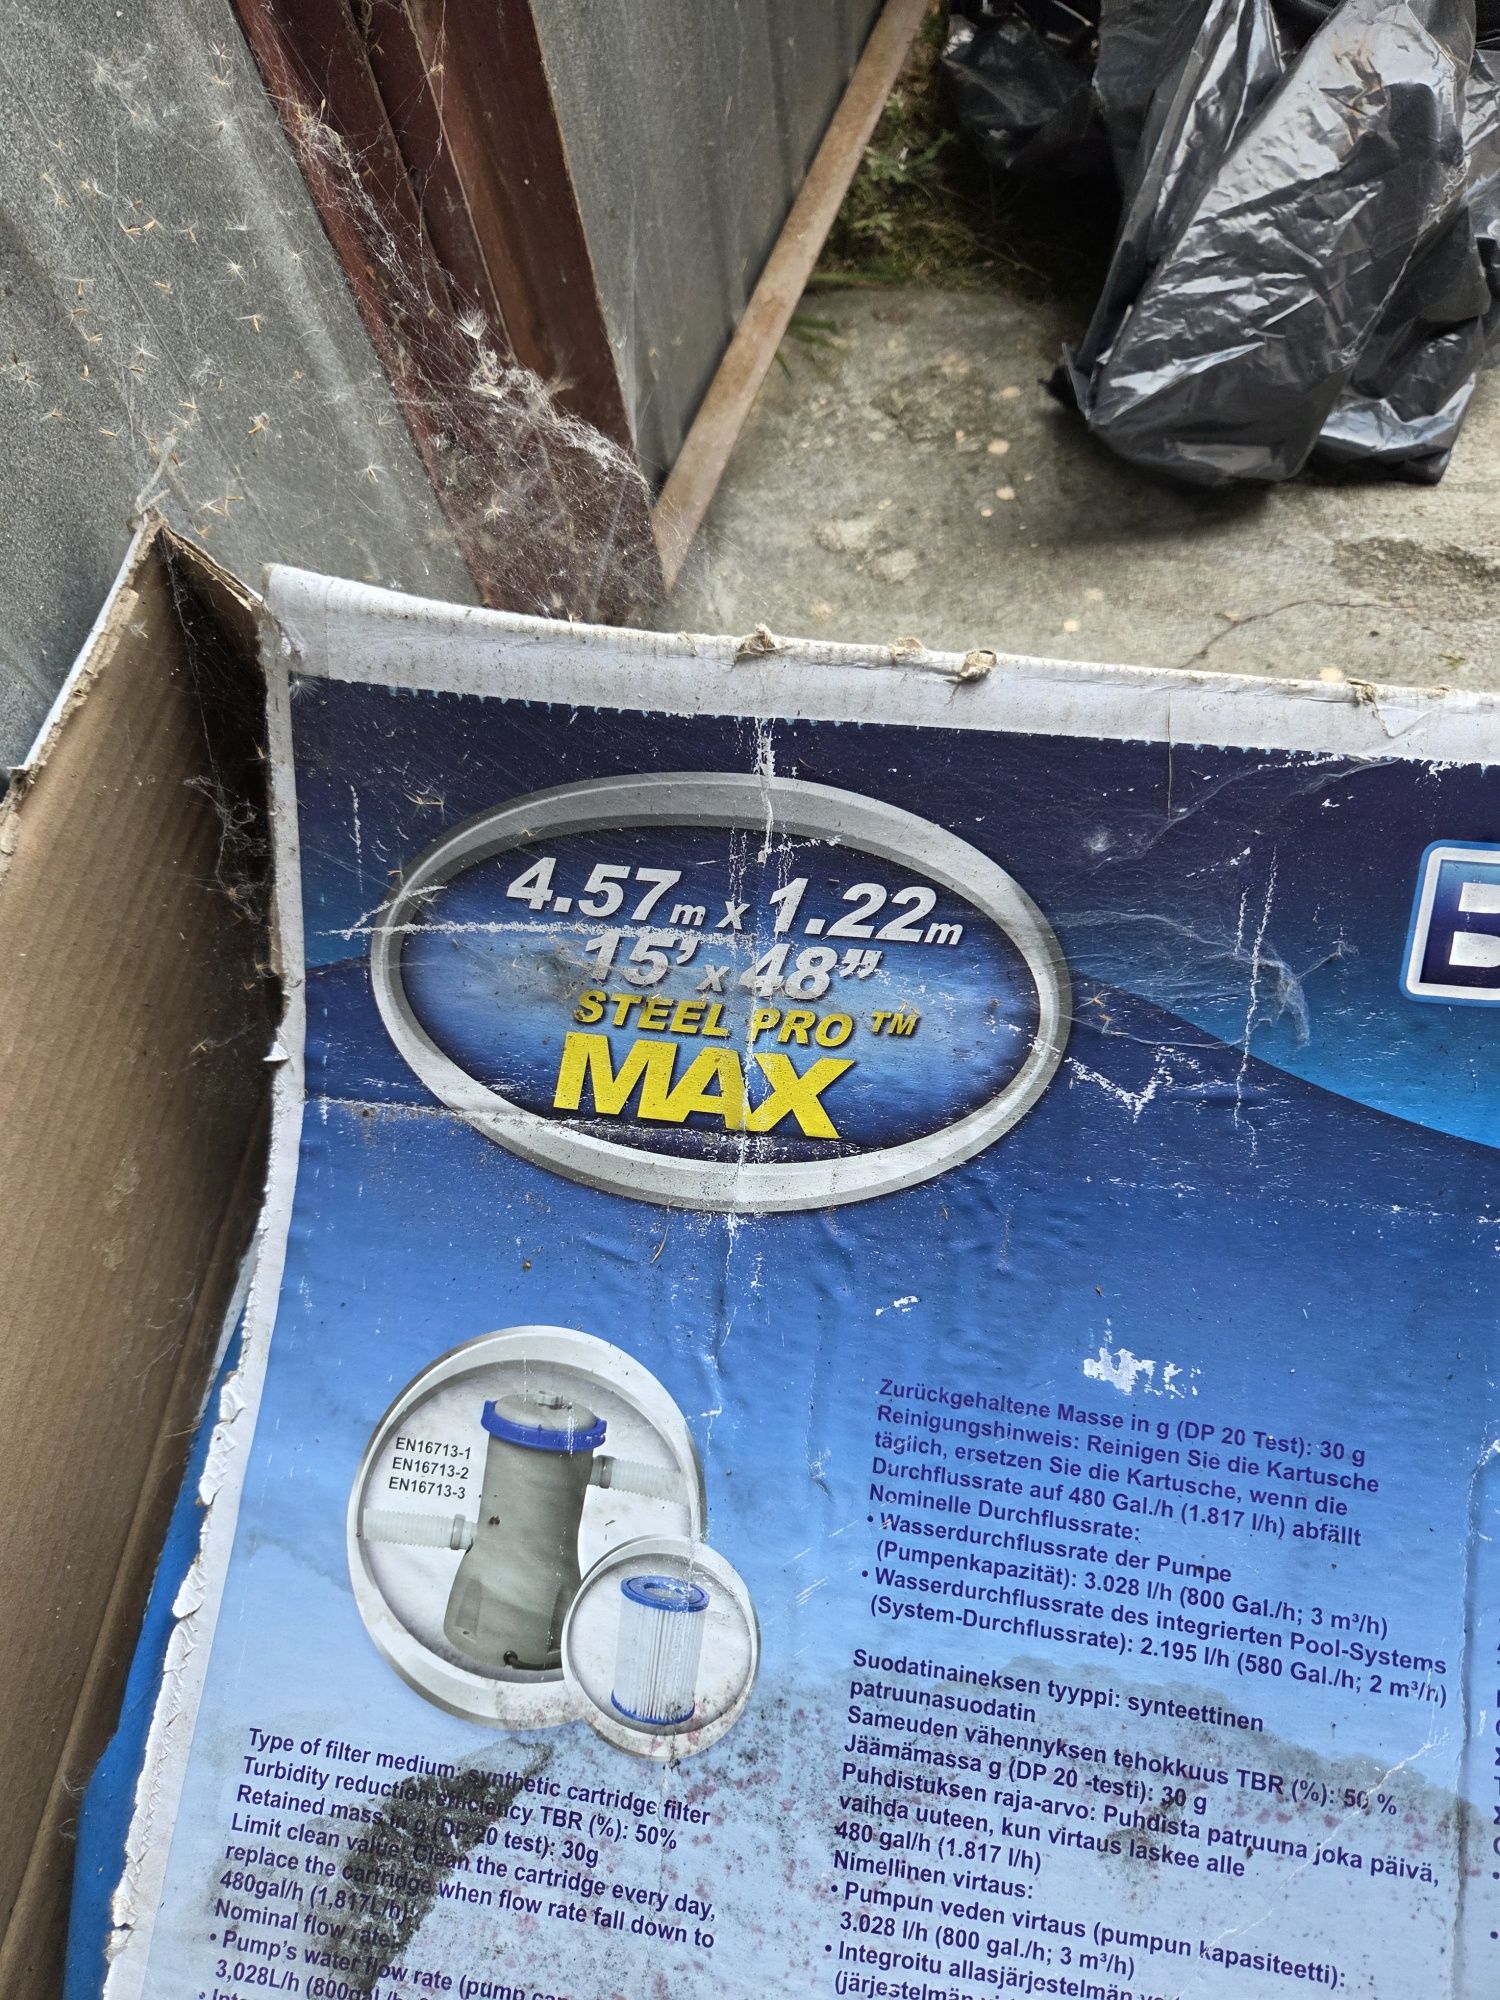 4.57m x 1.22m
15' x 48"
STEEL PRO ™
MAX
EN16713-1
EN16713-2
EN16713-3
Type of filter medium: synthetic cartridge filter
Turbidity reduction efficiency TBR (%): 50%
Retained mass in g (DP 20 test): 30g
Limit clean value: Clean the cartridge every day,
replace the cartridge when flow rate fall down to
480gal/h (1,817L/h)
Nominal flow rate:
• Pump's water flow rate (pump
3,028L/h (800gal
Zurückgehaltene Masse in g (DP 20 Test): 30 g
Reinigungshinweis: Reinigen Sie die Kartusche
täglich, ersetzen Sie die Kartusche, wenn die
Durchflussrate auf 480 Gal./h (1.817 l/h) abfällt
Nominelle Durchflussrate:
• Wasserdurchflussrate der Pumpe
(Pumpenkapazität): 3.028 l/h (800 Gal./h; 3 m³/h)
• Wasserdurchflussrate des integrierten Pool-Systems
(System-Durchflussrate): 2.195 l/h (580 Gal./h; 2 m³/h)
Suodatinaineksen tyyppi: synteettinen
patruunasuodatin
Sameuden vähennyksen tehokkuus TBR (%): 50 %
Jäämämassa g (DP 20 -testi): 30 g
Puhdistuksen raja-arvo: Puhdista patruuna joka päivä,
vaihda uuteen, kun virtaus laskee alle
480 gal/h (1.817 l/h)
Nimellinen virtaus:
• Pumpun veden virtaus (pumpun kapasiteetti):
3.028 l/h (800 gal./h; 3 m³/h)
• Integroitu allasjärjestelmän